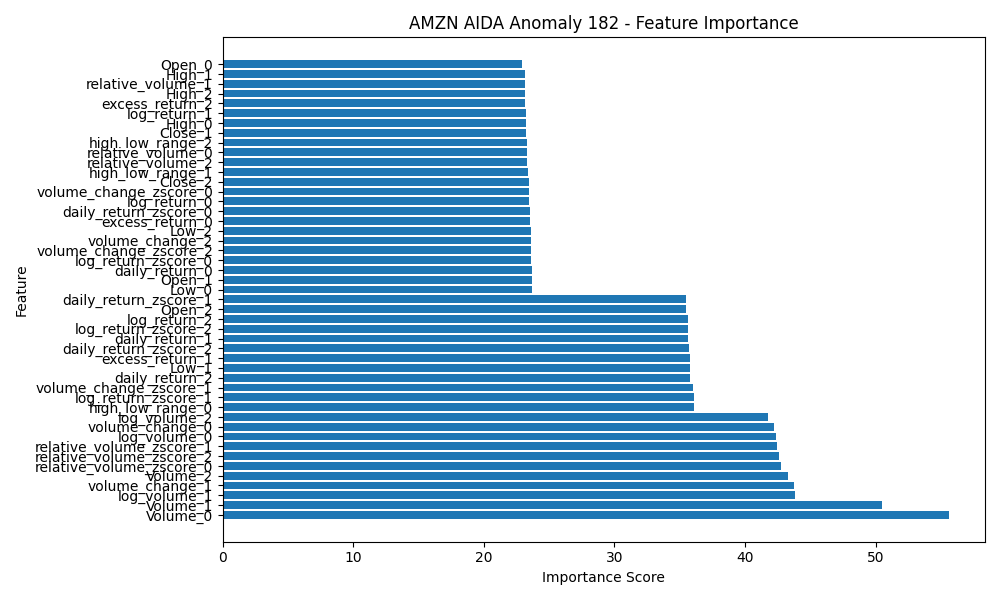 AMZN AIDA Anomaly 182 - Feature Importance
Open_0
High_1
relative_volume_1
High_2
excess_return_2
log_return_1
High_0
Close_1
high_low_range_2
relative_volume_0
relative_volume_2
high_low_range_1
Close_2
volume_change_zscore_0
log_return_0
daily_return_zscore_0
excess_return_0
Low_2
volume_change_2
volume_change_zscore_2
log_return_zscore_0
daily_return_0
Open_1
Low_0
daily_return_zscore_1
Open_2
log_return_2
log_return_zscore_2
daily_return_1
daily_return_zscore_2
excess_return_1
Low_1
daily_return_2
volume_change_zscore_1
log_return_zscore_1
high_low_range_0
log_volume_2
volume_change_0
log_volume_0
relative_volume_zscore_1
relative_volume_zscore_2
relative_volume_zscore_0
Volume_2
volume_change_1
log_volume_1
Volume_1
Volume_0
Feature
0 10 20 30 40 50
Importance Score